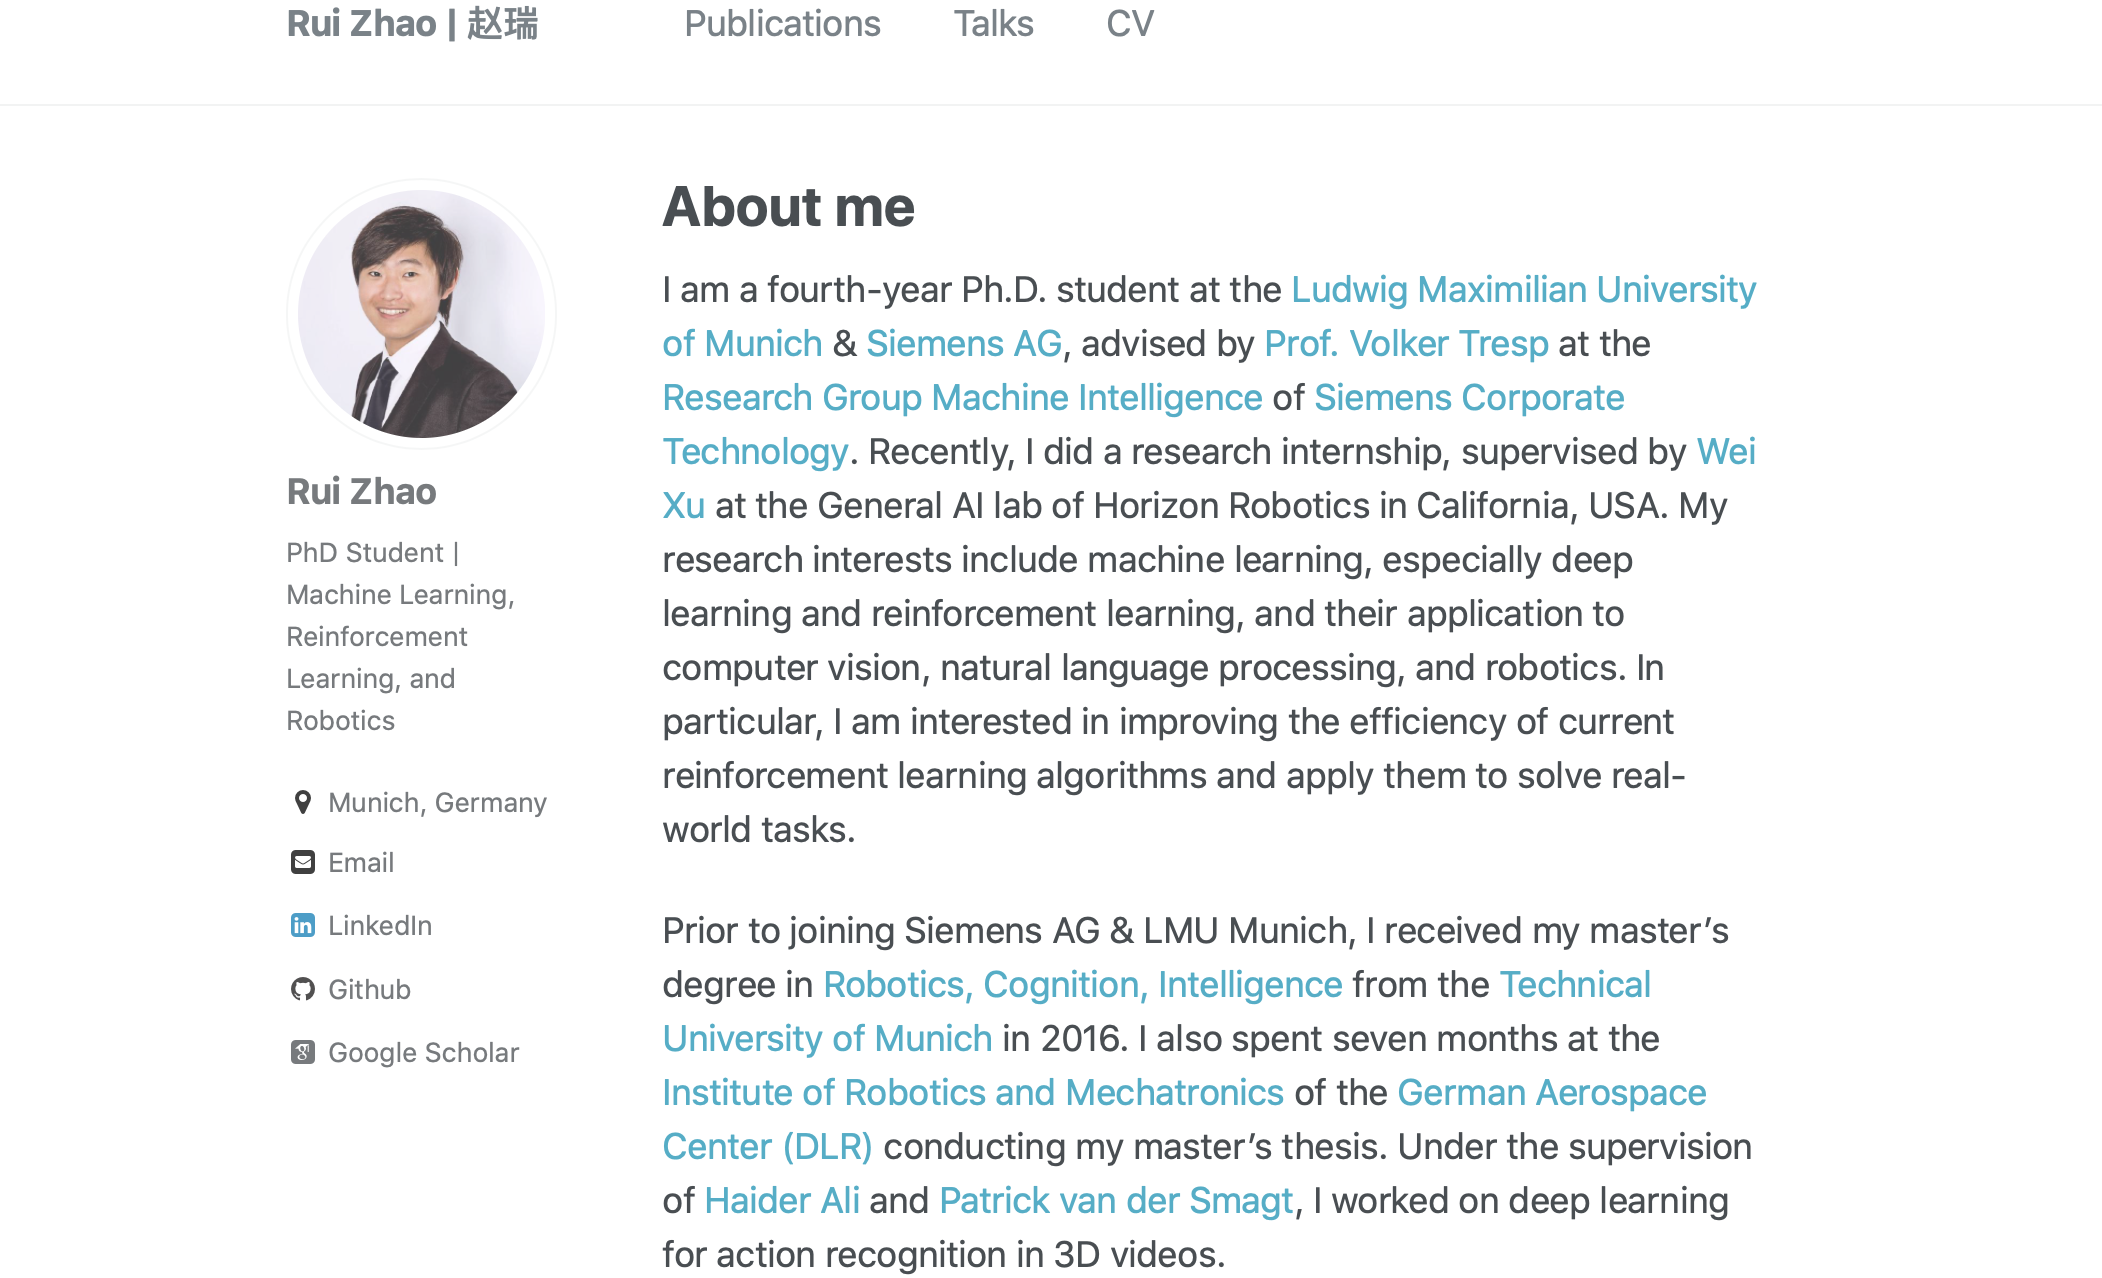 Rui Zhao | 赵瑞
Publications
Talks
CV
Rui Zhao
PhD Student |
Machine Learning,
Reinforcement
Learning, and
Robotics
Munich, Germany
Email
LinkedIn
Github
Google Scholar
About me
I am a fourth-year Ph.D. student at the Ludwig Maximilian University
of Munich & Siemens AG, advised by Prof. Volker Tresp at the
Research Group Machine Intelligence of Siemens Corporate
Technology. Recently, I did a research internship, supervised by Wei
Xu at the General AI lab of Horizon Robotics in California, USA. My
research interests include machine learning, especially deep
learning and reinforcement learning, and their application to
computer vision, natural language processing, and robotics. In
particular, I am interested in improving the efficiency of current
reinforcement learning algorithms and apply them to solve real-
world tasks.
Prior to joining Siemens AG & LMU Munich, I received my master’s
degree in Robotics, Cognition, Intelligence from the Technical
University of Munich in 2016. I also spent seven months at the
Institute of Robotics and Mechatronics of the German Aerospace
Center (DLR) conducting my master’s thesis. Under the supervision
of Haider Ali and Patrick van der Smagt, I worked on deep learning
for action recognition in 3D videos.